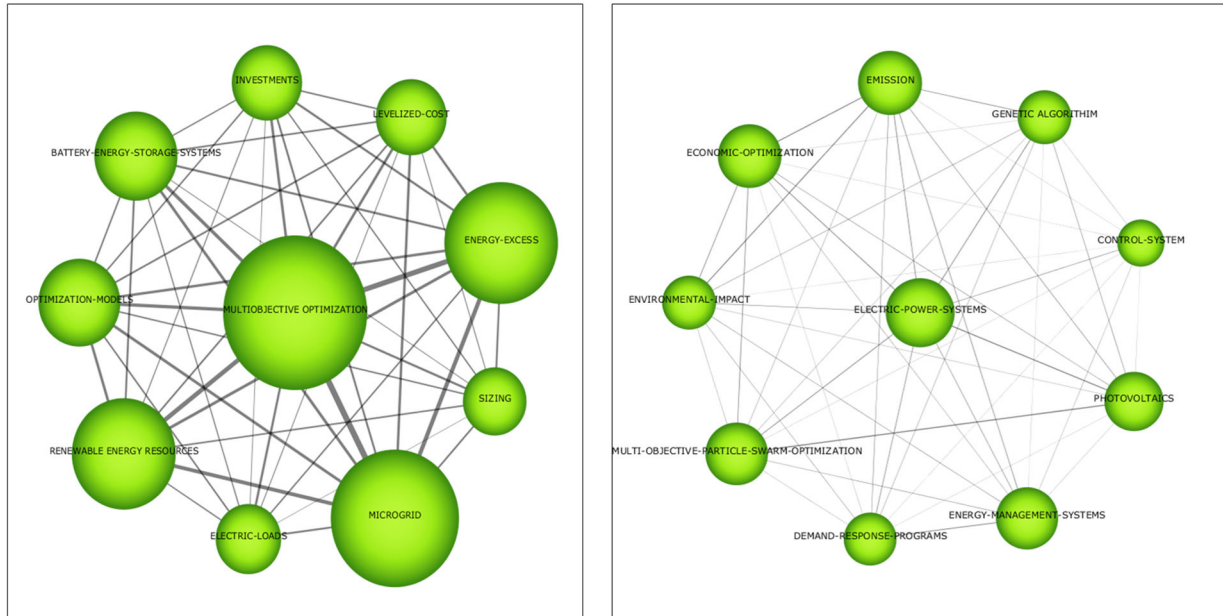 INVESTMENTS
LEVELIZED-COST
BATTERY-ENERGY-STORAGE-SYSTEMS
ENERGY-EXCESS
OPTIMIZATION-MODELS
MULTIOBJECTIVE OPTIMIZATION
SIZING
RENEWABLE ENERGY RESOURCES
MICROGRID
ELECTRIC-LOADS
EMISSION
GENETIC ALGORITHIM
ECONOMIC-OPTIMIZATION
CONTROL-SYSTEM
ENVIRONMENTAL-IMPACT
ELECTRIC-POWER-SYSTEMS
PHOTOVOLTAICS
MULTI-OBJECTIVE-PARTICLE-SWARM-OPTIMIZATION
ENERGY-MANAGEMENT-SYSTEMS
DEMAND-RESPONSE-PROGRAMS